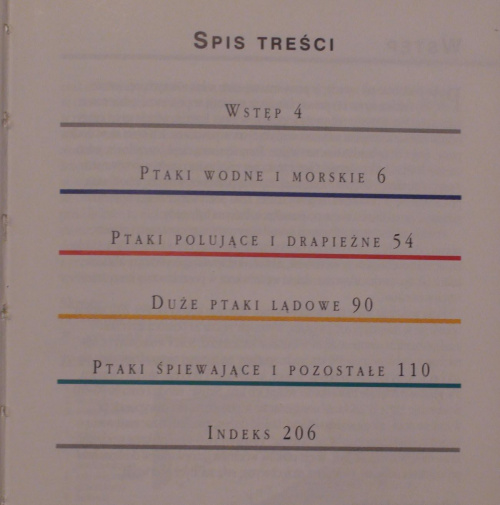 SPIS TREŚCI
WSTĘP 4
PTAKI WODNE I MORSKIE 6
PTAKI POLUJĄCE I DRAPIEŻNE 54
DUŻE PTAKI LĄDOWE 90
PTAKI ŚPIEWAJĄCE I POZOSTAŁE 110
INDEKS 206